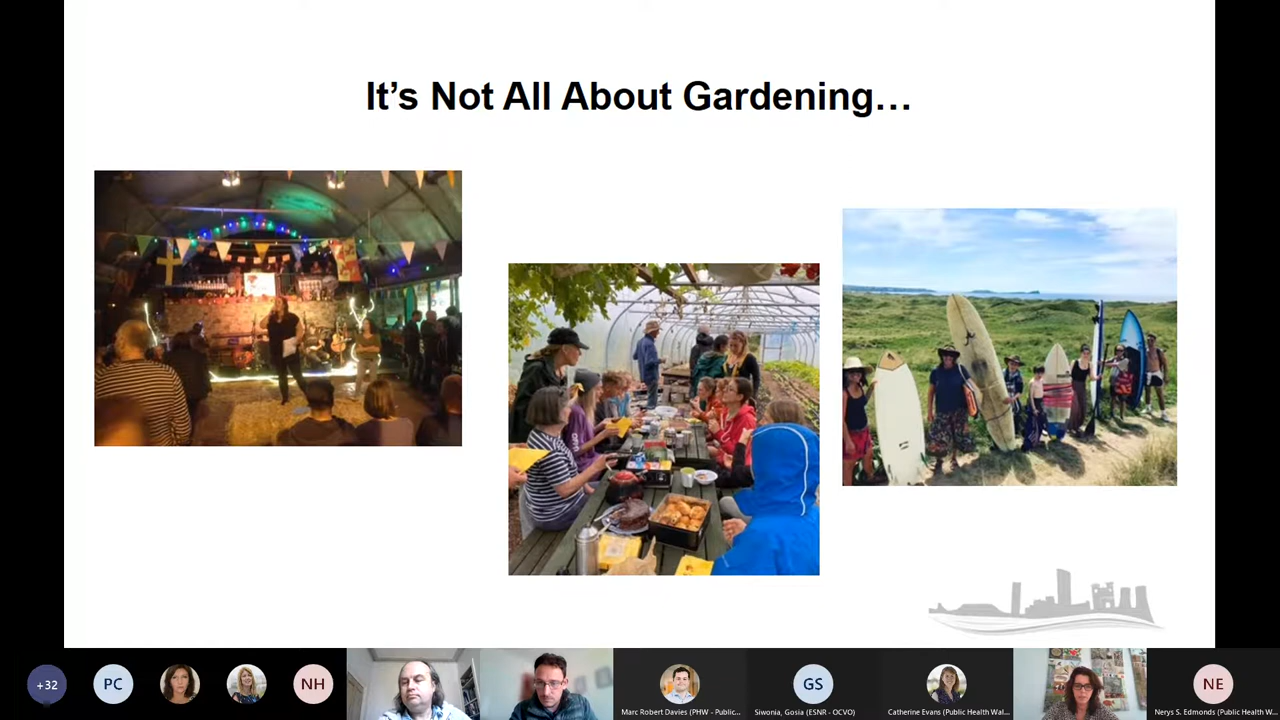 It's Not All About Gardening…
+32
PC
NH
Marc Robert Davies (PHW - Public...
GS
Siwonia, Gosia (ESNR - OCVO)
Catherine Evans (Public Health Wal...
NE
Nerys S. Edmonds (Public Health W...